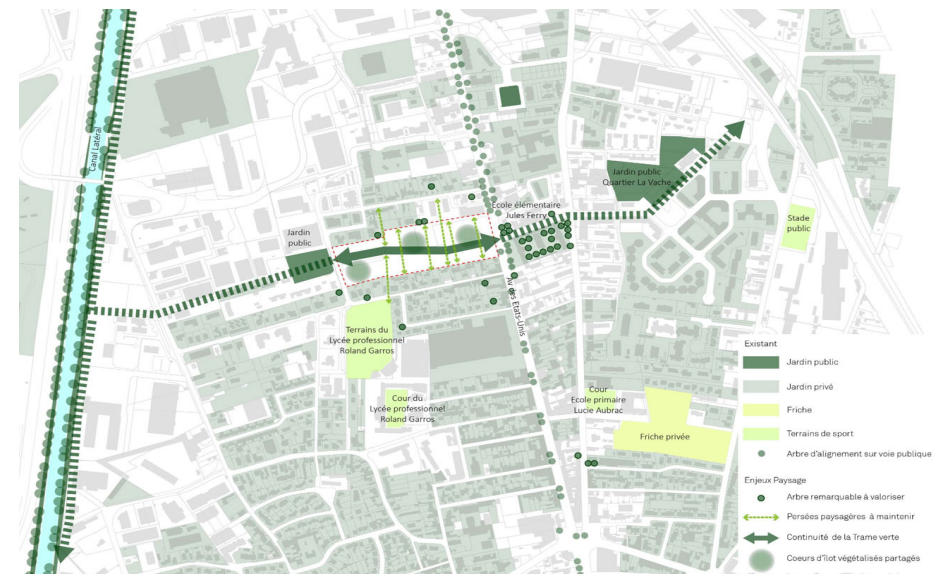 Canal Latéral
Jardin
public
Ecole élémentaire
Jules Ferry
Jardin public
Quartier La Vache
Stade
public
Av des Etats-Unis
Terrains du
Lycée professionnel
Roland Garros
Cour du
Lycée professionnel
Roland Garros
Cour
Ecole primaire
Lucie Aubrac
Friche privée
Existant
Jardin public
Jardin privé
Friche
Terrains de sport
Arbre d'alignement sur voie publique
Enjeux Paysage
Arbre remarquable à valoriser
Persées paysagères à maintenir
Continuité de la Trame verte
Coeurs d'îlot végétalisés partagés